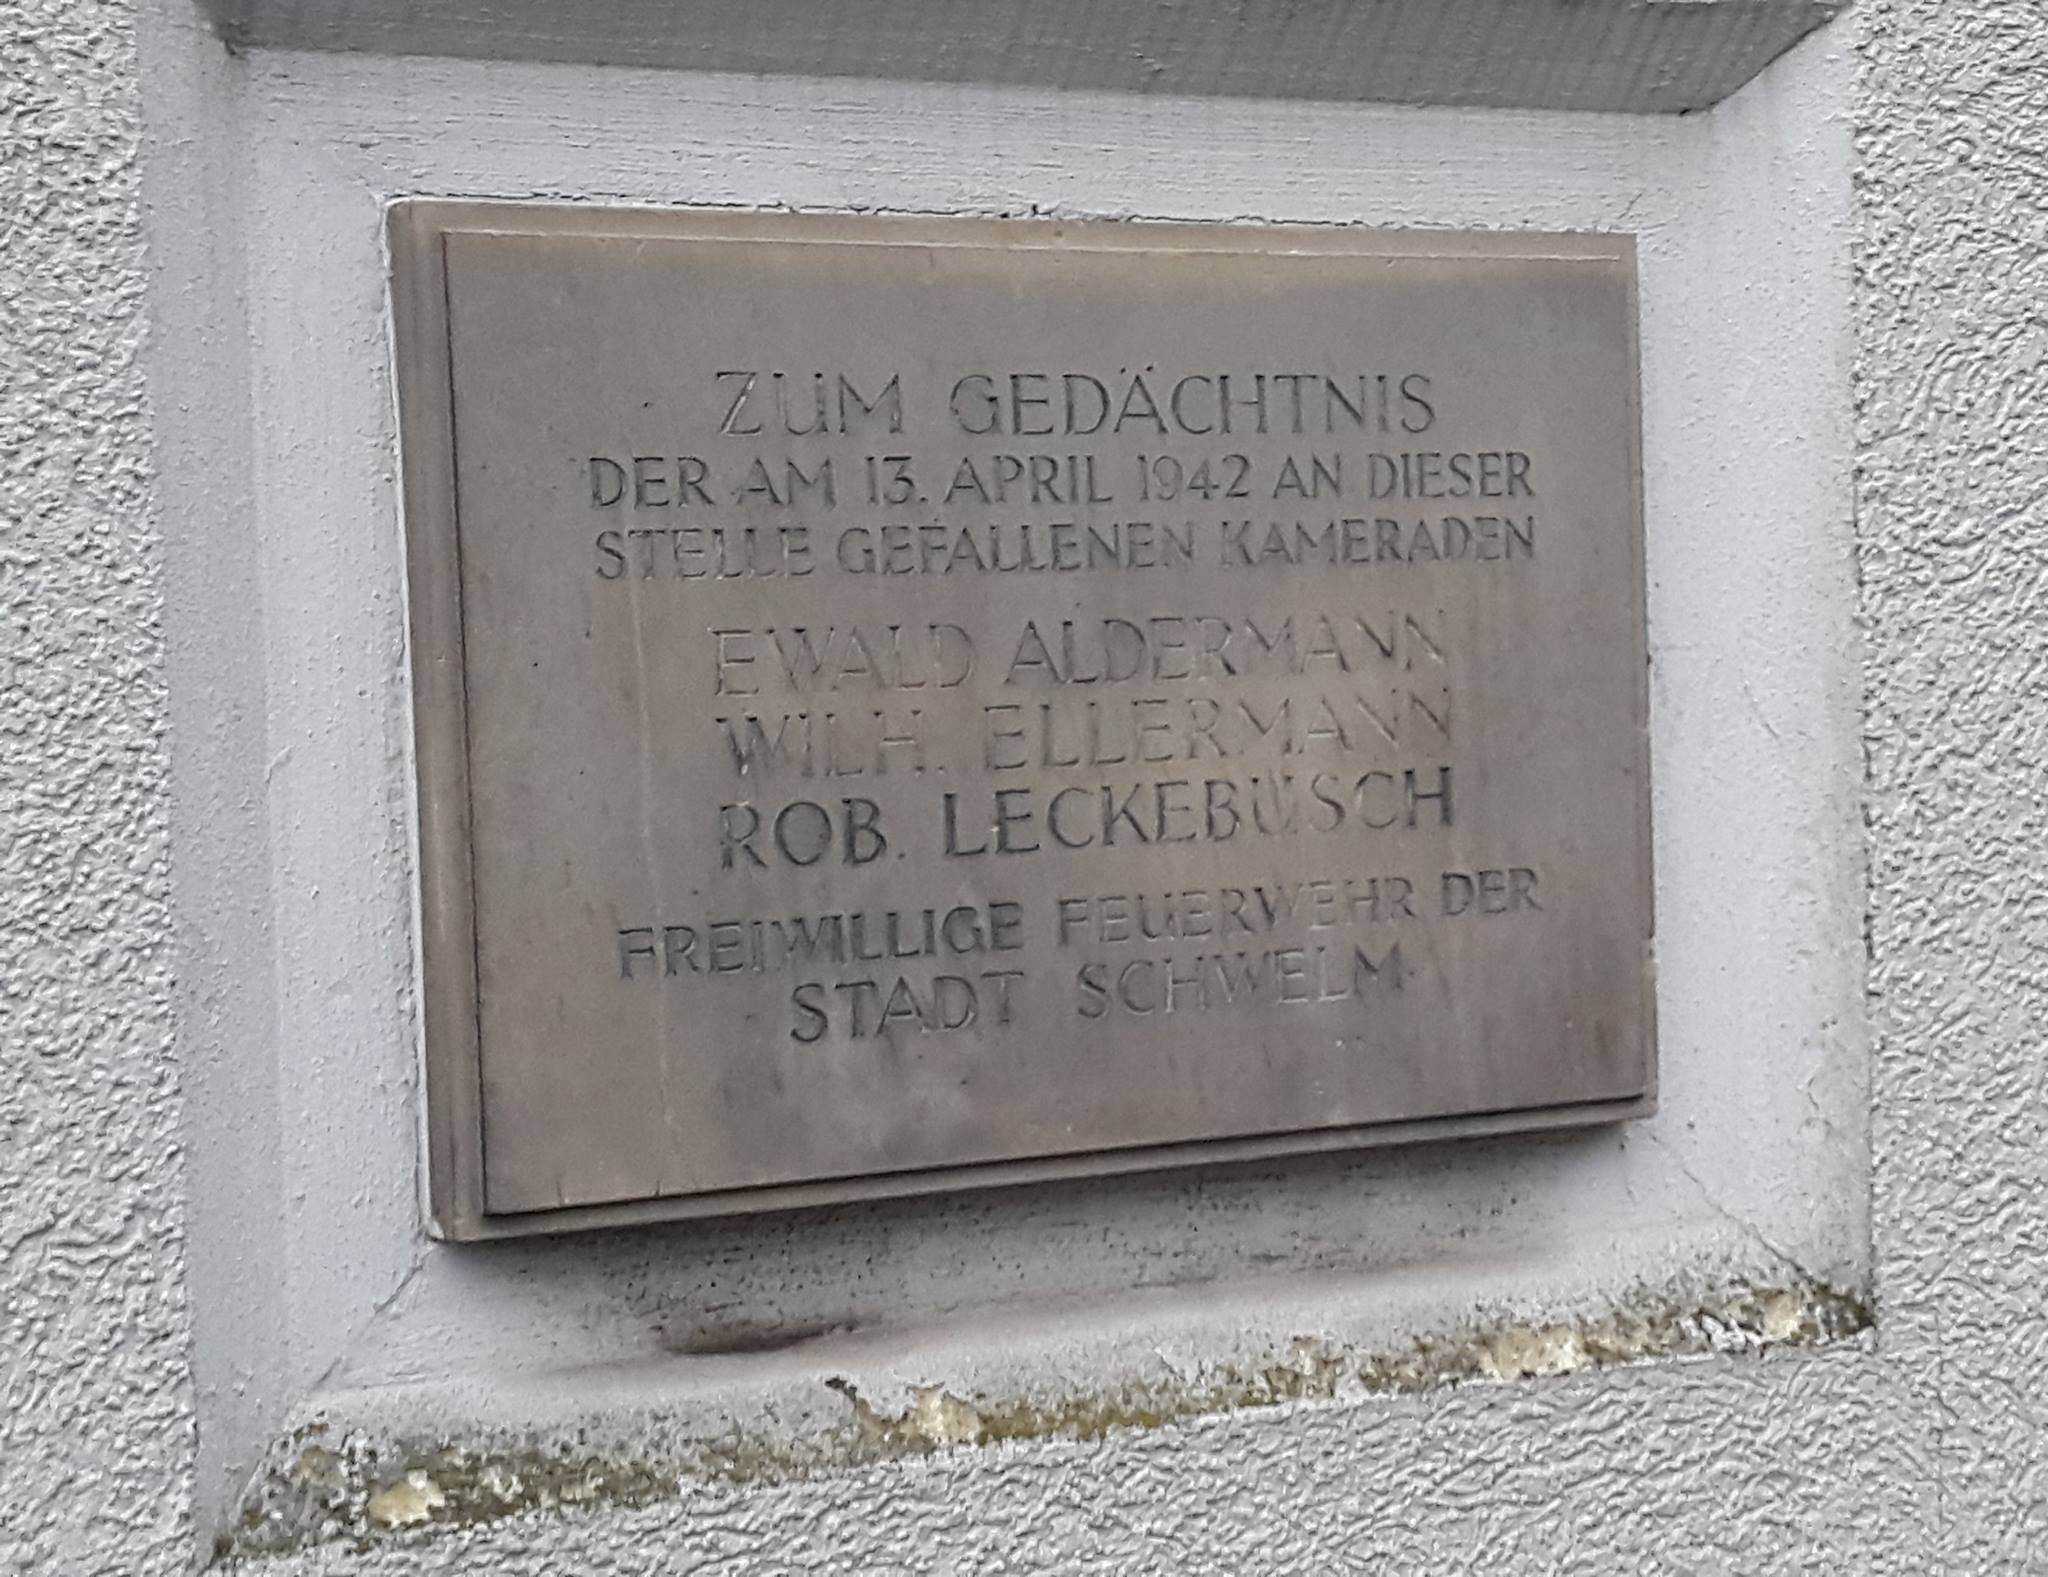 ZUM GEDÄCHTNIS
DER AM 13. APRIL 1942 AN DIESER
STELLE GEFALLENEN KAMERADEN
EWALD ALDERMANN
WILH. ELLERMANN
ROB. LECKEBUSCH
FREIWILLIGE FEUERWEHR DER
STADT SCHWELM